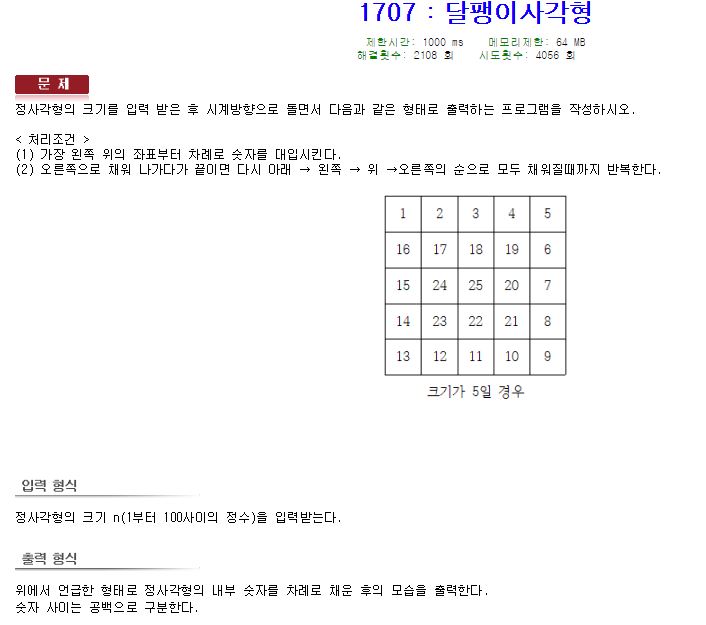 1707 : 달팽이사각형
제한시간: 1000 ms 메모리제한: 64 MB
해결횟수: 2108 회 시도횟수: 4056 회
문 제
정사각형의 크기를 입력 받은 후 시계방향으로 돌면서 다음과 같은 형태로 출력하는 프로그램을 작성하시오.
< 처리조건 >
(1) 가장 왼쪽 위의 좌표부터 차례로 숫자를 대입시킨다.
(2) 오른쪽으로 채워 나가다가 끝이면 다시 아래 → 왼쪽 → 위 →오른쪽의 순으로 모두 채워질때까지 반복한다.
1 2 3 4 5
16 17 18 19 6
15 24 25 20 7
14 23 22 21 8
13 12 11 10 9
크기가 5일 경우
입력 형식
정사각형의 크기 n(1부터 100사이의 정수)을 입력받는다.
출력 형식
위에서 언급한 형태로 정사각형의 내부 숫자를 차례로 채운 후의 모습을 출력한다.
숫자 사이는 공백으로 구분한다.